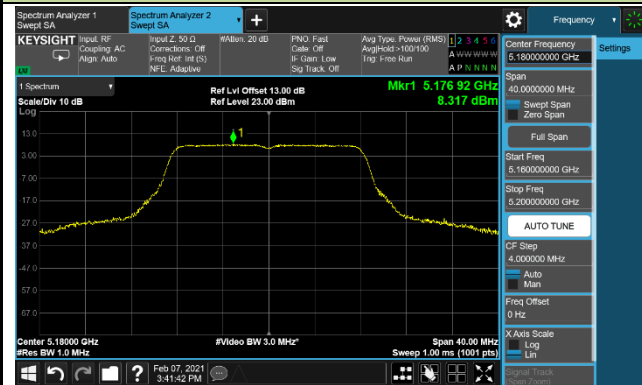 Spectrum Analyzer 1
Swept SA
Spectrum Analyzer 2
Swept SA
+
Frequency
KEYSIGHT
Input: RF
Coupling: AC
Align: Auto
Input Z: 50 Ω
Corrections: Off
Freq Ref: Int (S)
NFE: Adaptive
#Atten: 20 dB
PNO: Fast
Gate: Off
IF Gain: Low
Sig Track: Off
Avg Type: Power (RMS)
Avg|Hold:>100/100
Trig: Free Run
1 2 3 4 5 6
A W W W W W
A P N N N N
LXI
Center Frequency
5.180000000 GHz
Settings
Span
40.0000000 MHz
Swept Span
Zero Span
Full Span
Start Freq
5.160000000 GHz
Stop Freq
5.200000000 GHz
AUTO TUNE
CF Step
4.000000 MHz
Auto
Man
Freq Offset
0 Hz
X Axis Scale
Log
Lin
Signal Track
(Span Zoom)
1 Spectrum
Scale/Div 10 dB
Log
Ref Lvl Offset 13.00 dB
Ref Level 23.00 dBm
Mkr1 5.176 92 GHz
8.317 dBm
1
13.0
3.00
-7.00
-17.0
-27.0
-37.0
-47.0
-57.0
-67.0
Center 5.18000 GHz
#Res BW 1.0 MHz
#Video BW 3.0 MHz*
Span 40.00 MHz
Sweep 1.00 ms (1001 pts)
?
Feb 07, 2021
3:41:42 PM